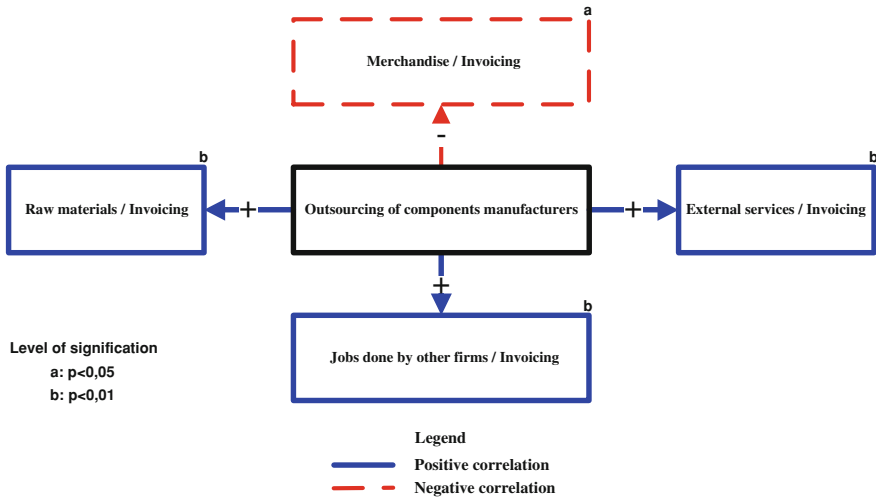 a
Merchandise / Invoicing
-
b
b
Raw materials / Invoicing
+
Outsourcing of components manufacturers
+
External services / Invoicing
+
b
Jobs done by other firms / Invoicing
Level of signification
a: p<0,05
b: p<0,01
Legend
Positive correlation
Negative correlation